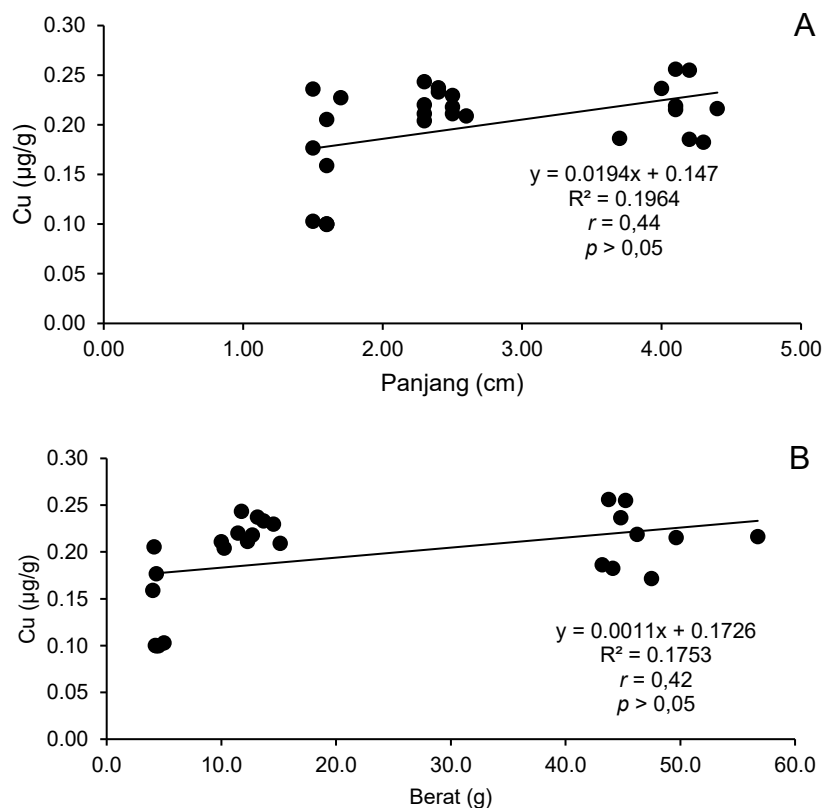 A
0.30
0.25
0.20
0.15
0.10
0.05
0.00
Cu (µg/g)
y = 0.0194x + 0.147
R² = 0.1964
r = 0,44
p > 0,05
0.00 1.00 2.00 3.00 4.00 5.00
Panjang (cm)
B
0.30
0.25
0.20
0.15
0.10
0.05
0.00
Cu (µg/g)
y = 0.0011x + 0.1726
R² = 0.1753
r = 0,42
p > 0,05
0.0 10.0 20.0 30.0 40.0 50.0 60.0
Berat (g)